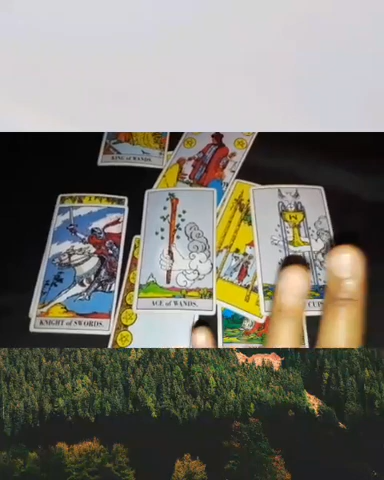 KING of WANDS.
KNIGHT of SWORDS.
ACE of WANDS.
CUPS